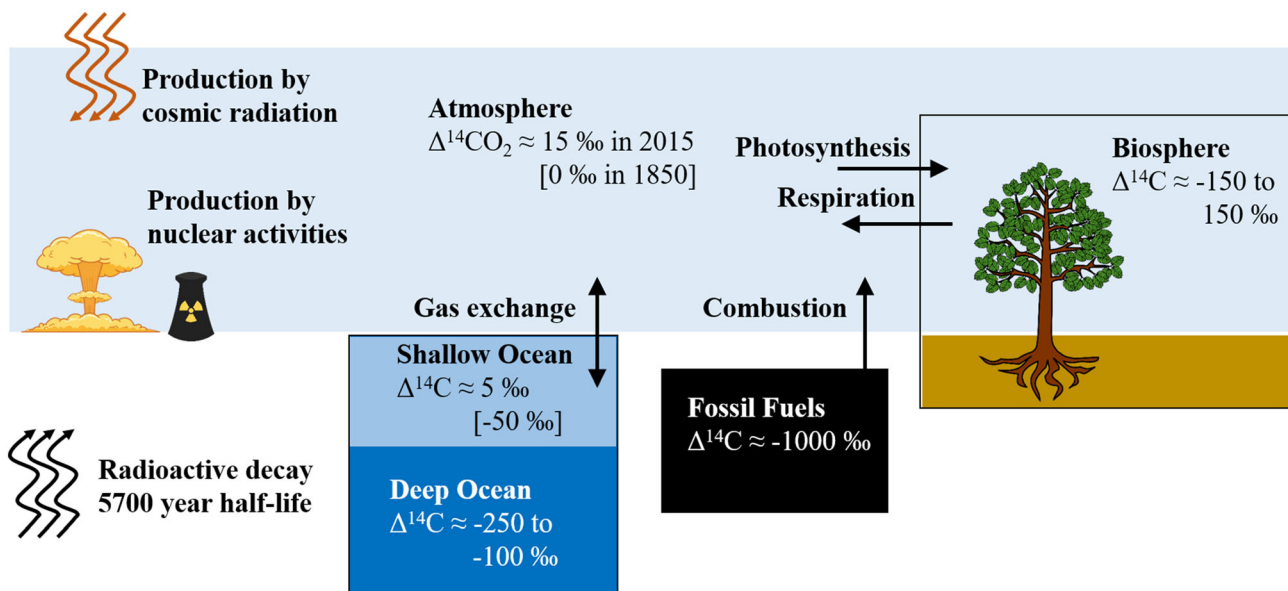 Production by
cosmic radiation
Atmosphere
Δ¹⁴CO₂ ≈ 15 ‰ in 2015
[0 ‰ in 1850]
Photosynthesis
Respiration
Biosphere
Δ¹⁴C ≈ -150 to
150 ‰
Production by
nuclear activities
Gas exchange
Combustion
Shallow Ocean
Δ¹⁴C ≈ 5 ‰
[-50 ‰]
Fossil Fuels
Δ¹⁴C ≈ -1000 ‰
Radioactive decay
5700 year half-life
Deep Ocean
Δ¹⁴C ≈ -250 to
-100 ‰